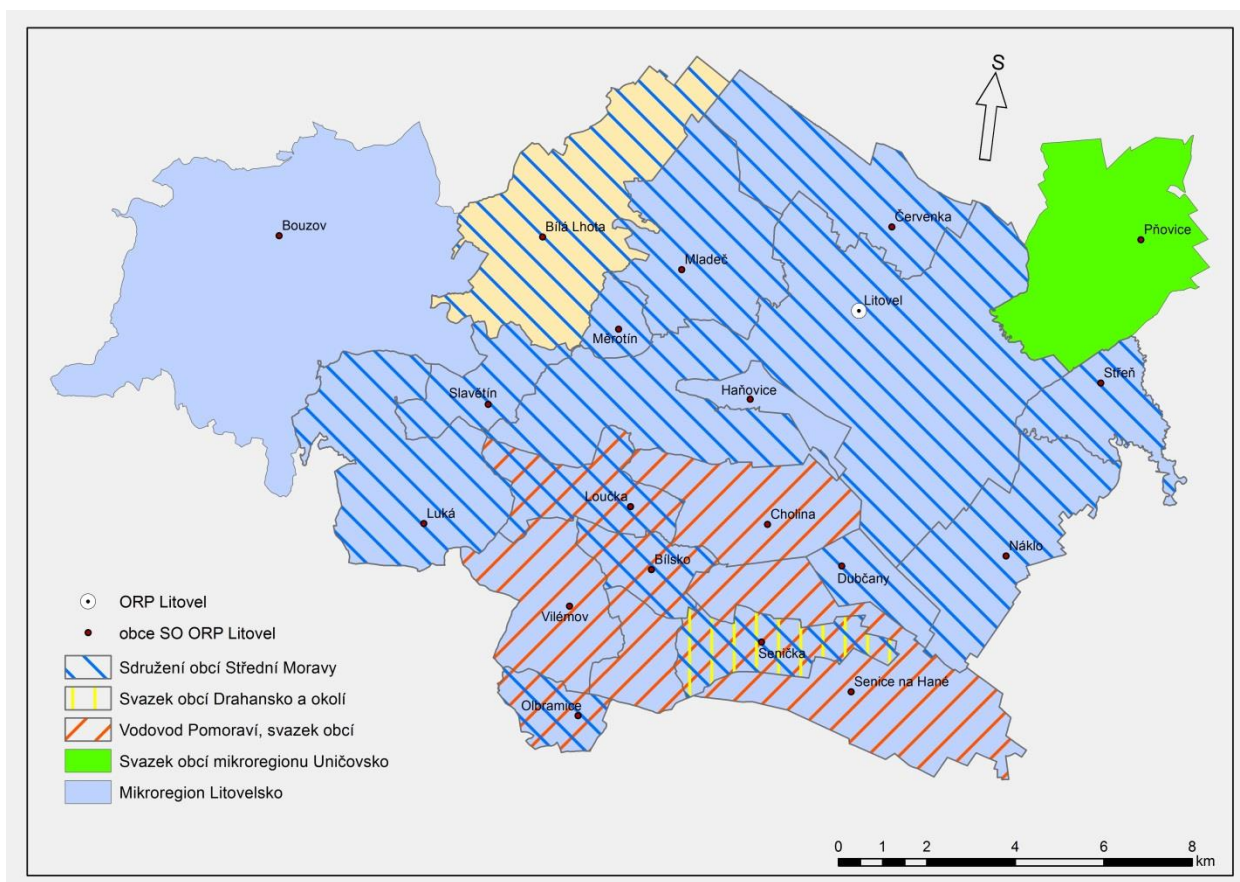 S
Bouzov
Bílá Lhota
Červenka
Pňovice
Mladeč
Litovel
Měrotín
Střeň
Slavětín
Haňovice
Loučka
Luká
Cholina
Náklo
Bílsko
Dubčany
Vilémov
Senička
Senice na Hané
Olbramice
ORP Litovel
obce SO ORP Litovel
Sdružení obcí Střední Moravy
Svazek obcí Drahansko a okolí
Vodovod Pomoraví, svazek obcí
Svazek obcí mikroregionu Uničovsko
Mikroregion Litovelsko
0 1 2 4 6 8
km